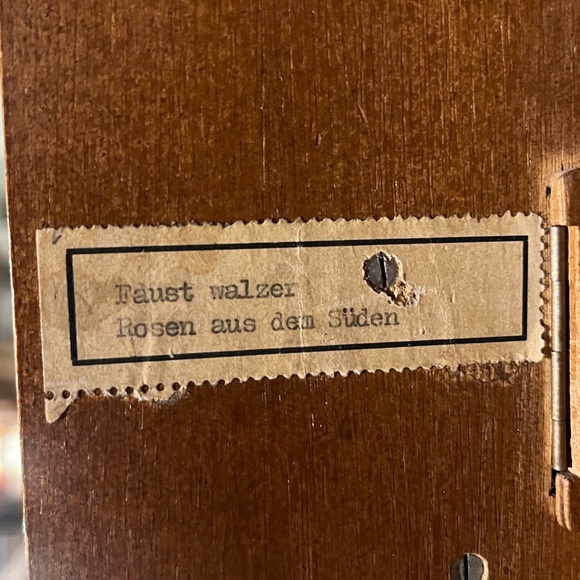 Faust walzer
Rosen aus dem Süden